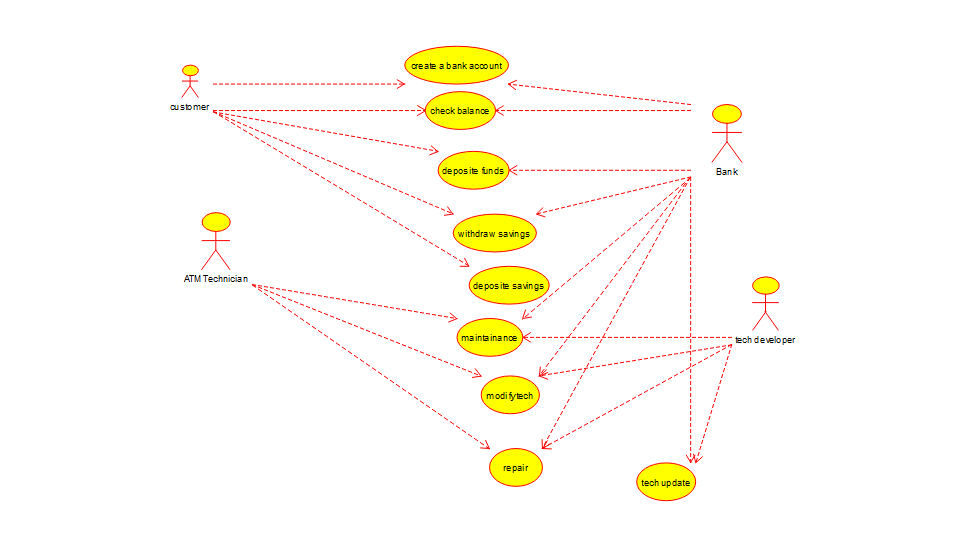 create a bank account
customer
check balance
Bank
deposite funds
withdraw savings
ATM Technician
deposite savings
maintainance
tech developer
modifytech
repair
tech update